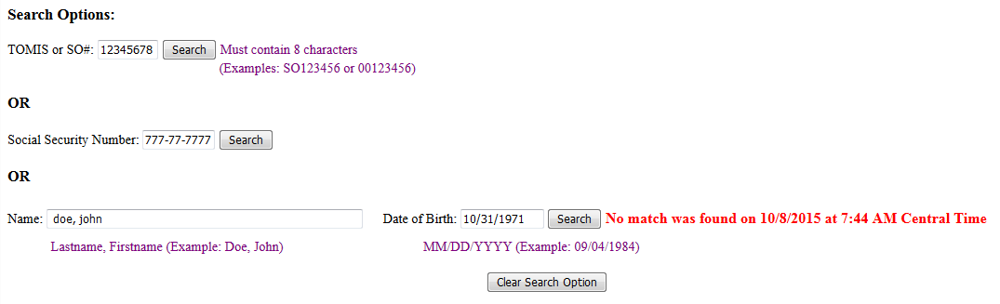 Search Options:
TOMIS or SO#: 12345678 Search Must contain 8 characters
(Examples: SO123456 or 00123456)
OR
Social Security Number: 777-77-7777 Search
OR
Name: doe, john Date of Birth: 10/31/1971 Search No match was found on 10/8/2015 at 7:44 AM Central Time
Lastname, Firstname (Example: Doe, John) MM/DD/YYYY (Example: 09/04/1984)
Clear Search Option